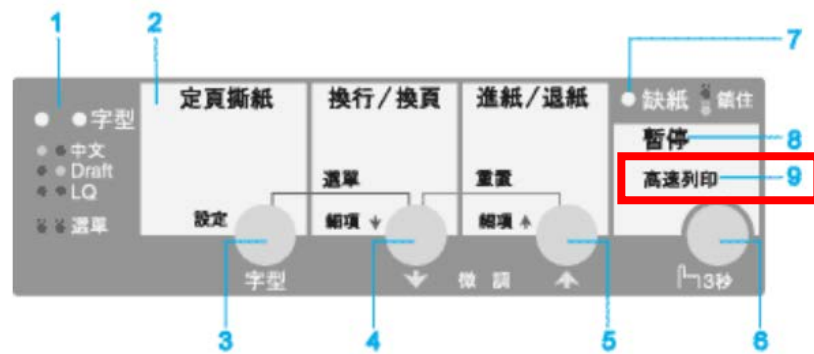 1
2
7
定頁撕紙
換行/換頁
進紙/退紙
缺紙
鎖住
字型
暫停
8
中文
Draft
LQ
選單
重置
高速列印
9
選單
設定
細項
細項
字型
微調
3秒
3
4
5
6